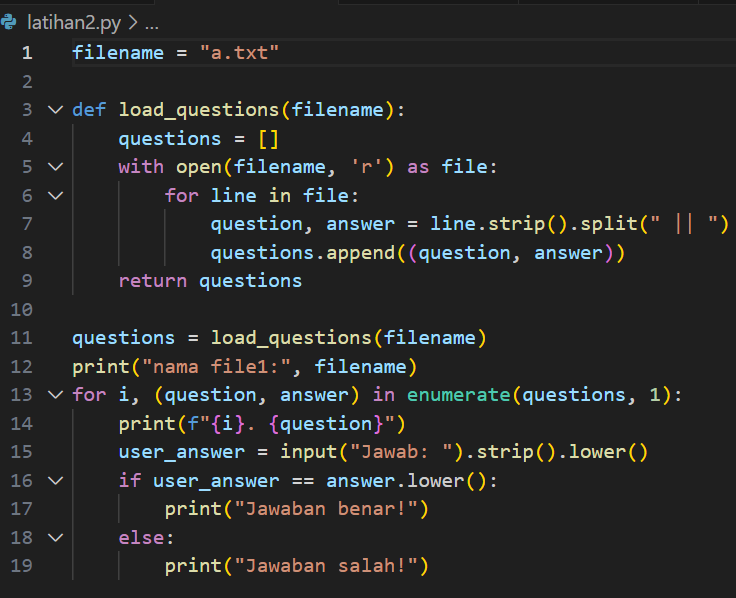 latihan2.py > ...
1 filename = "a.txt"
2
3 def load_questions(filename):
4     questions = []
5     with open(filename, 'r') as file:
6         for line in file:
7             question, answer = line.strip().split(" || ")
8             questions.append((question, answer))
9     return questions
10
11 questions = load_questions(filename)
12 print("nama file1:", filename)
13 for i, (question, answer) in enumerate(questions, 1):
14     print(f"{i}. {question}")
15     user_answer = input("Jawab: ").strip().lower()
16     if user_answer == answer.lower():
17         print("Jawaban benar!")
18     else:
19         print("Jawaban salah!")